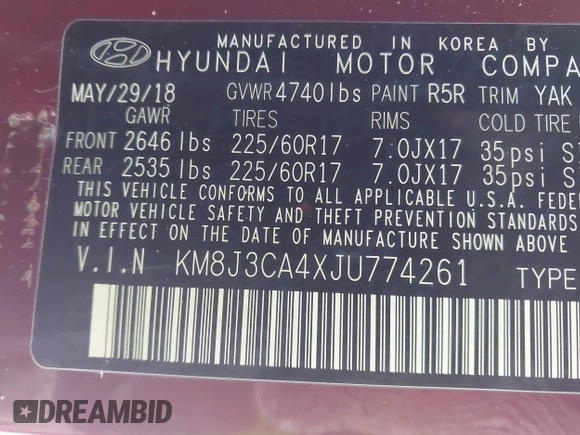 MANUFACTURED IN KOREA BY
HYUNDAI MOTOR COMPA
MAY/29/18 GVWR 4740lbs PAINT R5R TRIM YAK
GAWR TIRES RIMS COLD TIRE
FRONT 2646 lbs 225/60R17 7.0JX17 35psi
REAR 2535 lbs 225/60R17 7.0JX17 35psi
THIS VEHICLE CONFORMS TO ALL APPLICABLE U.S.A. FEDE
MOTOR VEHICLE SAFETY AND THEFT PREVENTION STANDARDS
IN EFFECT ON THE DATE OF MANUFACTURE SHOWN ABOVE
V.I.N KM8J3CA4XJU774261 TYPE
DREAMBID